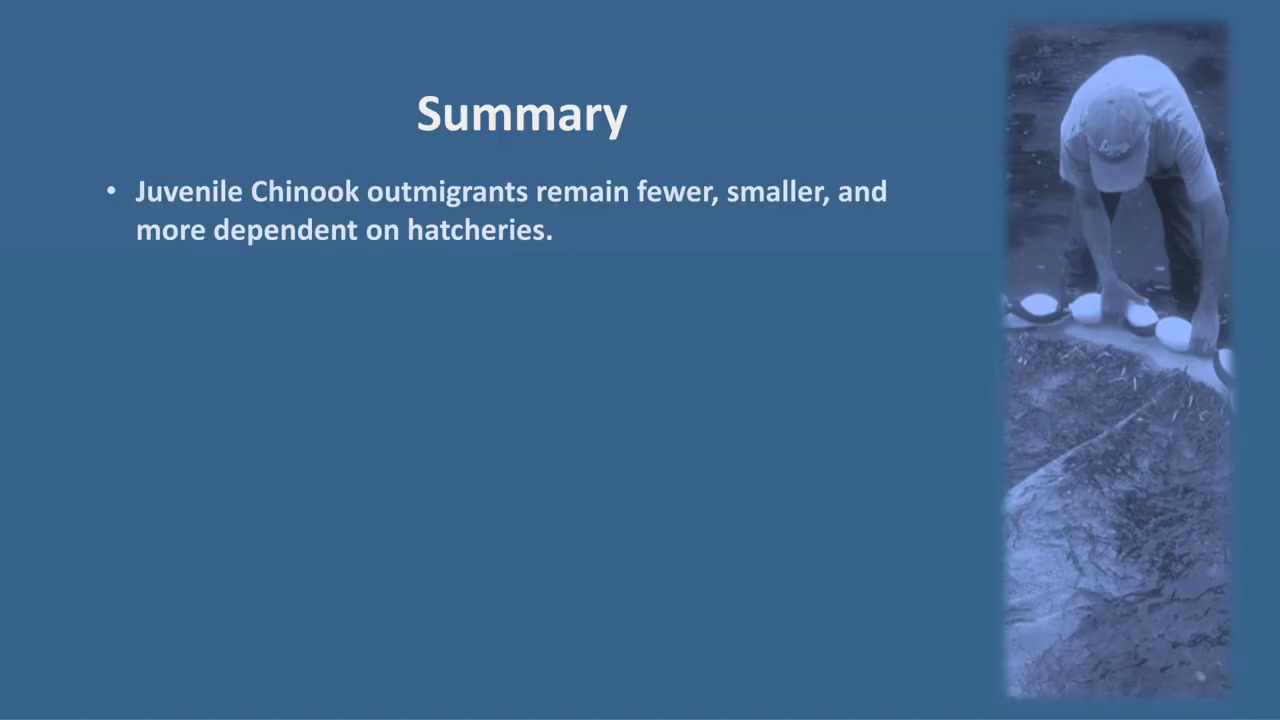 Summary
• Juvenile Chinook outmigrants remain fewer, smaller, and
more dependent on hatcheries.